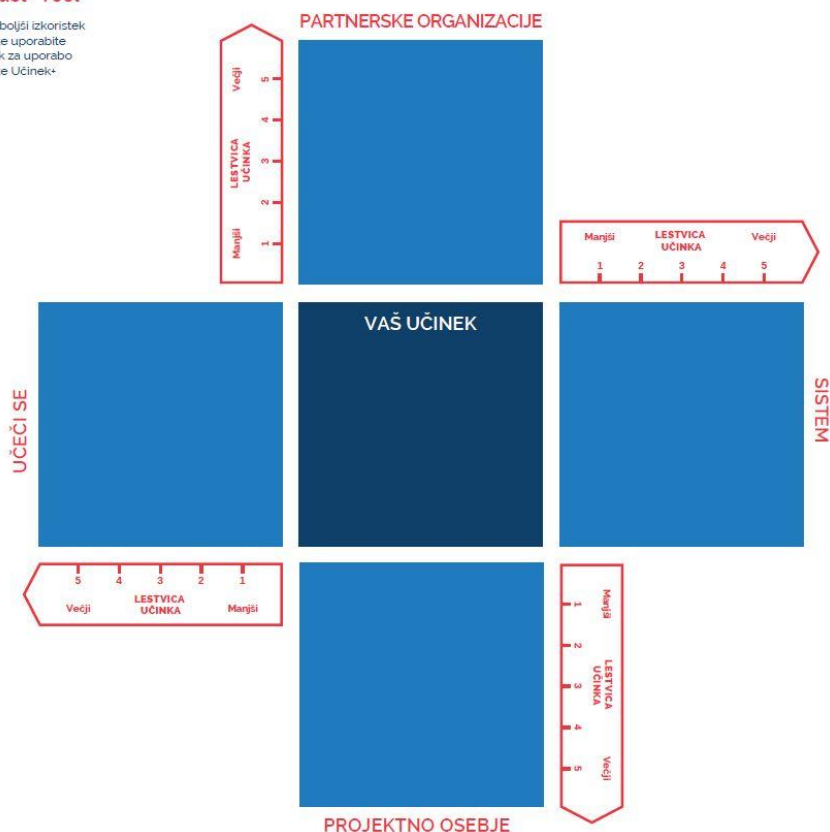 boljši izkoristek
e uporabite
k za uporabo
e Učinek+
PARTNERSKE ORGANIZACIJE
Večji
LESTVICA
UČINKA
Manjši
5
4
3
2
1
Manjši
LESTVICA
UČINKA
Večji
1 2 3 4 5
VAŠ UČINEK
UČEČI SE
SISTEM
5 4 3 2 1
Večji
LESTVICA
UČINKA
Manjši
1
2
3
4
5
Manjši
LESTVICA
UČINKA
Večji
PROJEKTNO OSEBJE